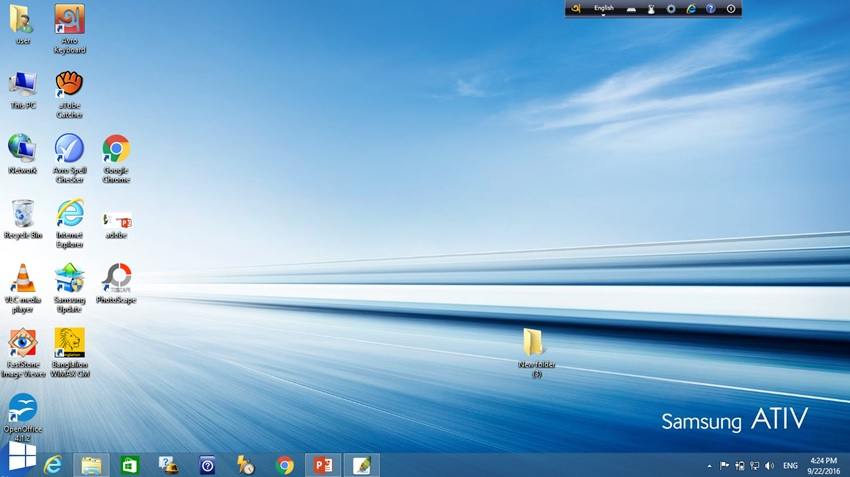 অ English
user
Avro
Keyboard
This PC
aTube
Catcher
Network
Avro Spell
Checker
Google
Chrome
Recycle Bin
Internet
Explorer
adobe
VLC media
player
Samsung
Update
PhotoScape
FastStone
Image Viewer
Banglalion
WiMAX CM
New folder
(3)
OpenOffice
4.1.2
Samsung ATIV
ENG
4:24 PM
9/22/2016